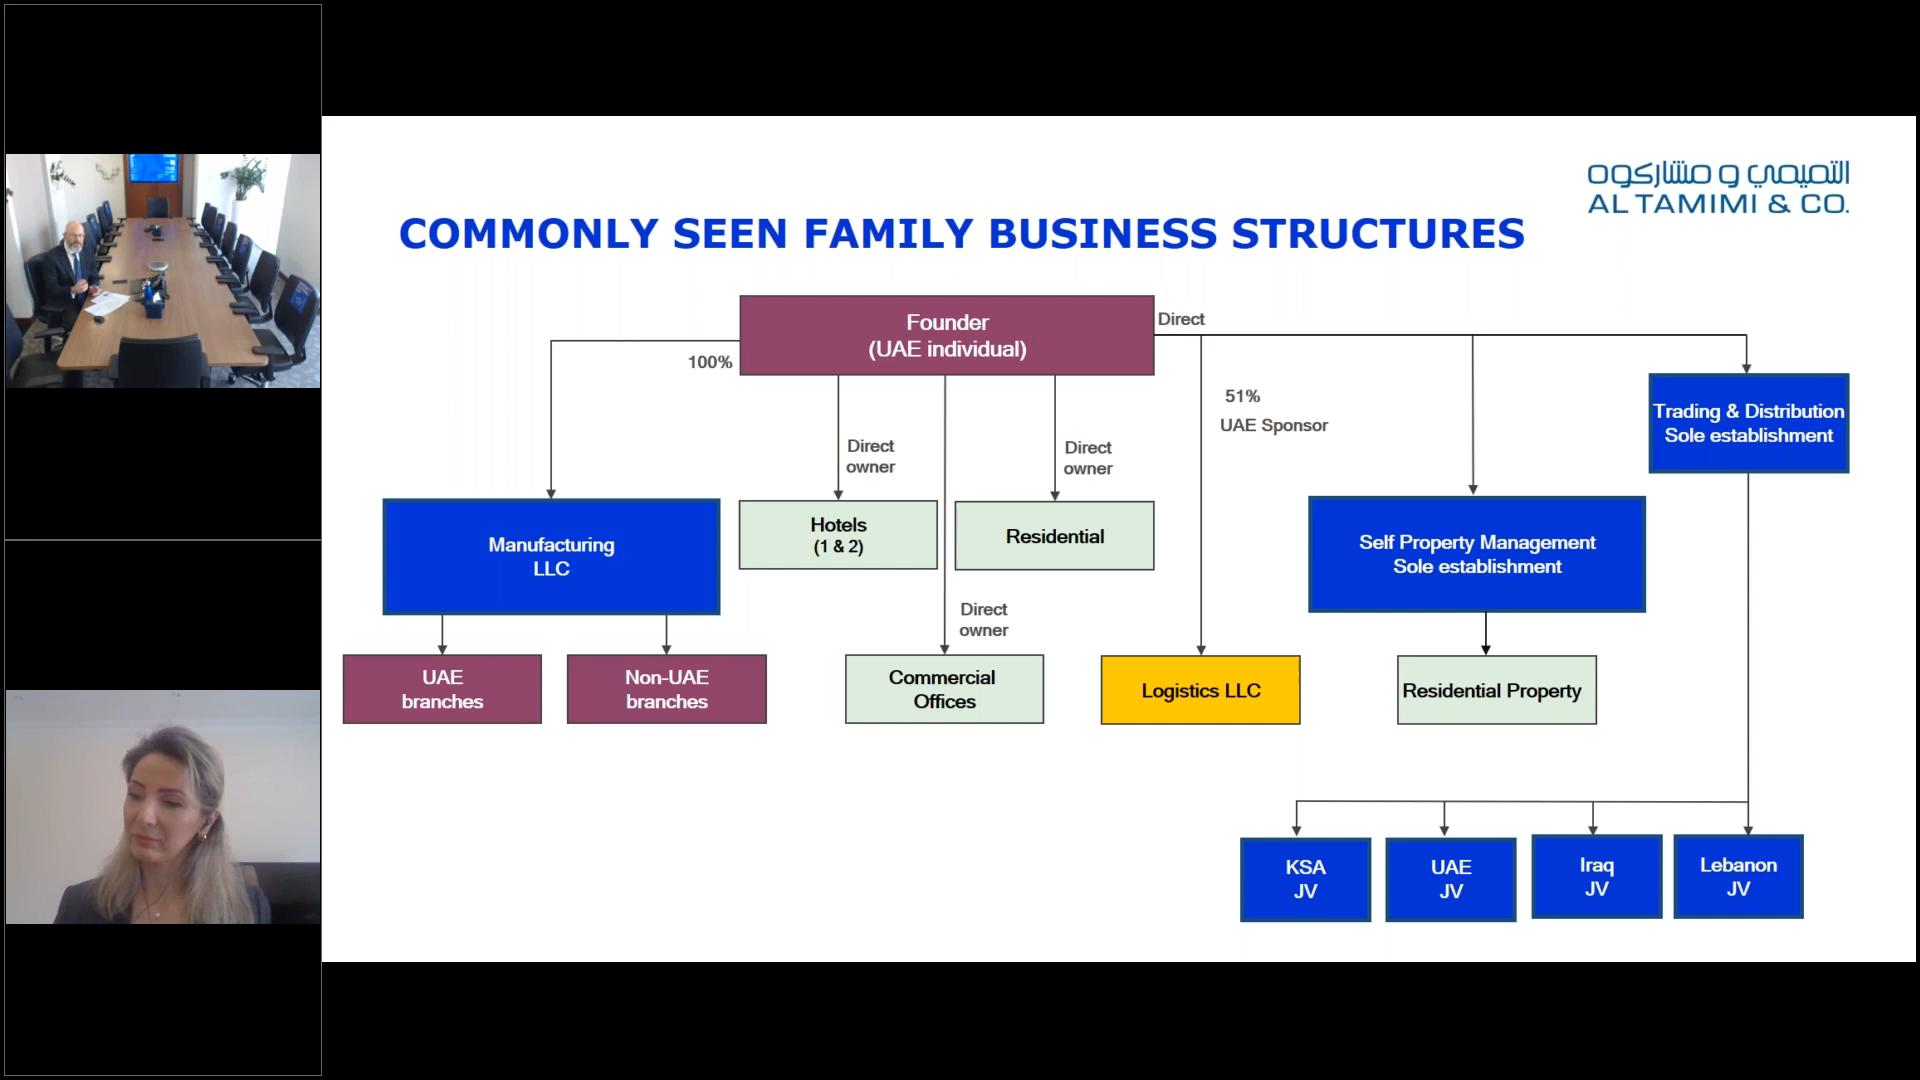 التميمي و مشاركوه
AL TAMIMI & CO.
COMMONLY SEEN FAMILY BUSINESS STRUCTURES
Founder
(UAE individual)
Direct
100%
51%
UAE Sponsor
Trading & Distribution
Sole establishment
Direct
owner
Direct
owner
Manufacturing
LLC
Hotels
(1 & 2)
Residential
Self Property Management
Sole establishment
Direct
owner
UAE
branches
Non-UAE
branches
Commercial
Offices
Logistics LLC
Residential Property
KSA
JV
UAE
JV
Iraq
JV
Lebanon
JV